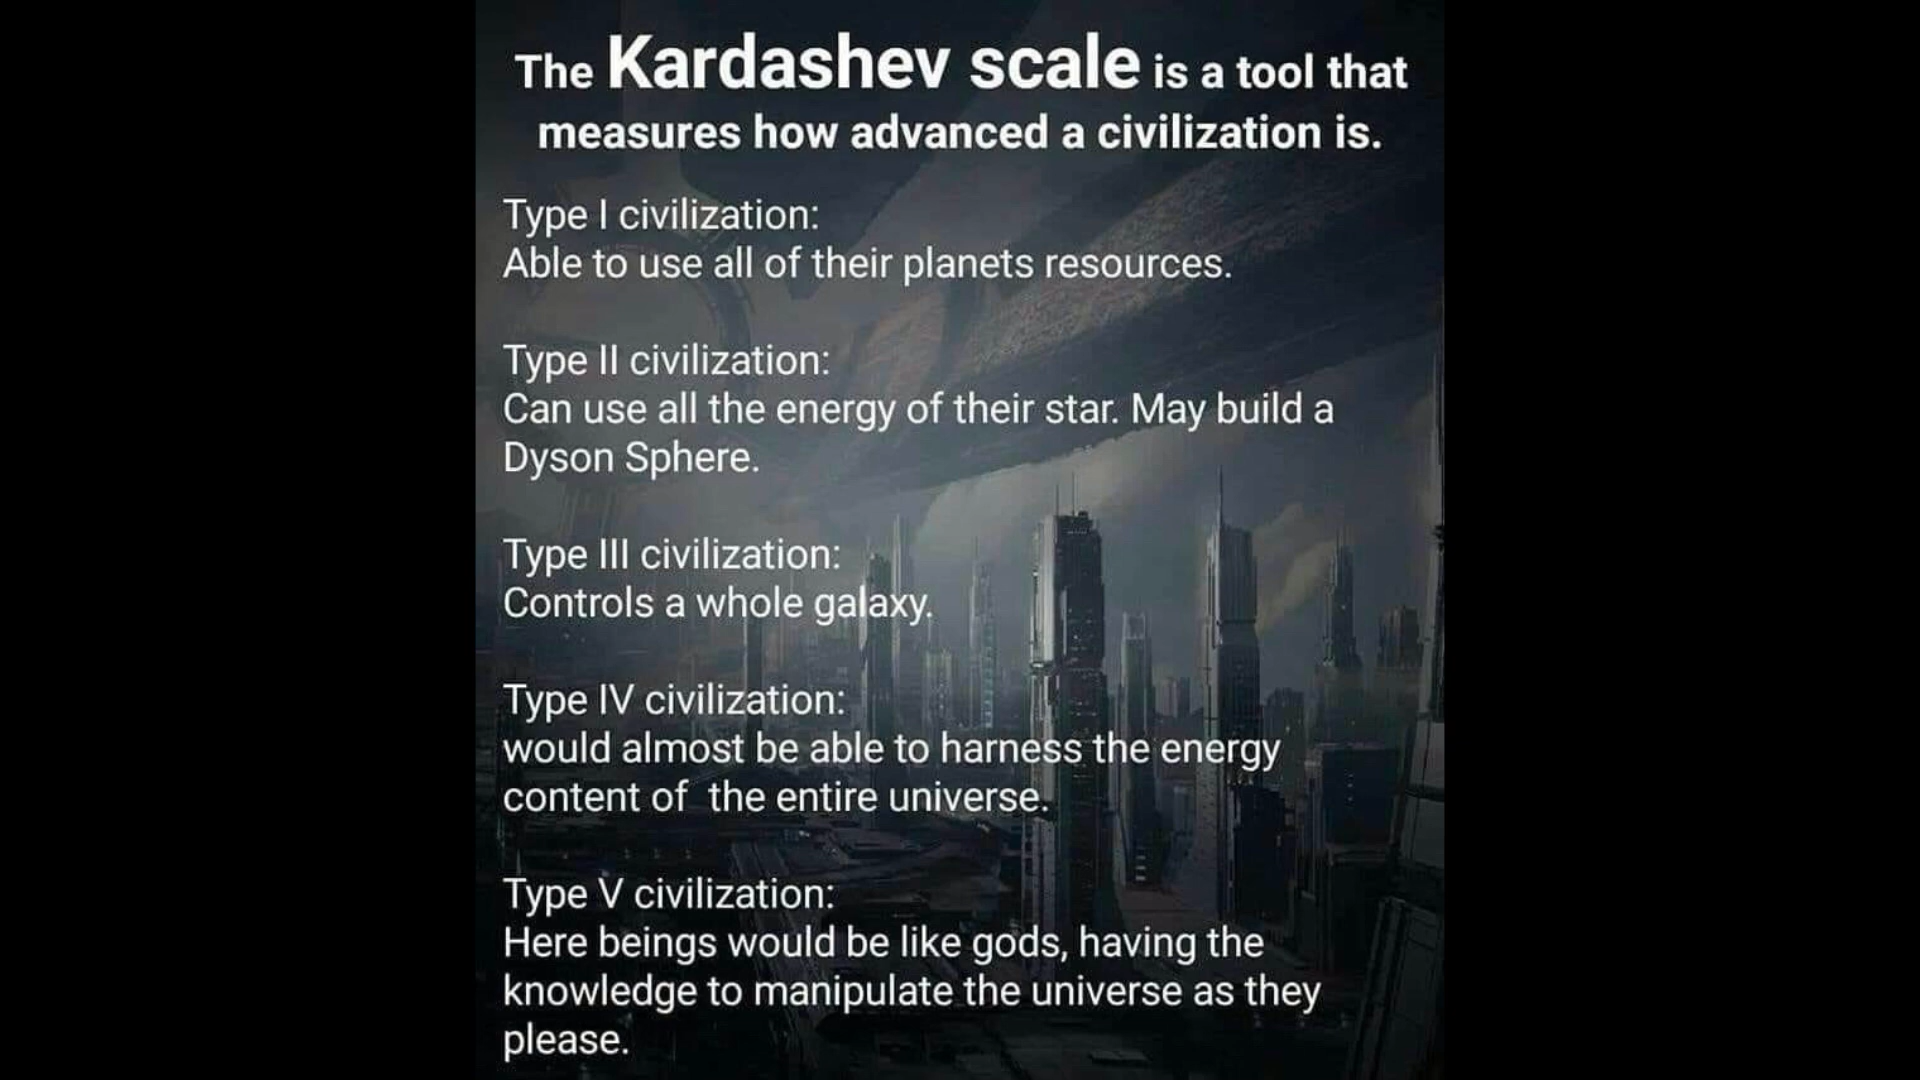 The Kardashev scale is a tool that
measures how advanced a civilization is.
Type I civilization:
Able to use all of their planets resources.
Type II civilization:
Can use all the energy of their star. May build a
Dyson Sphere.
Type III civilization:
Controls a whole galaxy.
Type IV civilization:
would almost be able to harness the energy
content of  the entire universe.
Type V civilization:
Here beings would be like gods, having the
knowledge to manipulate the universe as they
please.